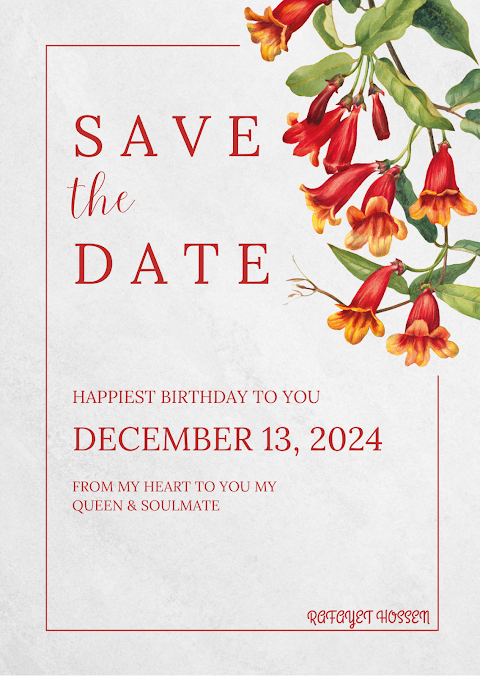 SAVE
the
DATE
HAPPIEST BIRTHDAY TO YOU
DECEMBER 13, 2024
FROM MY HEART TO YOU MY
QUEEN & SOULMATE
RAFAYET HOSSEN